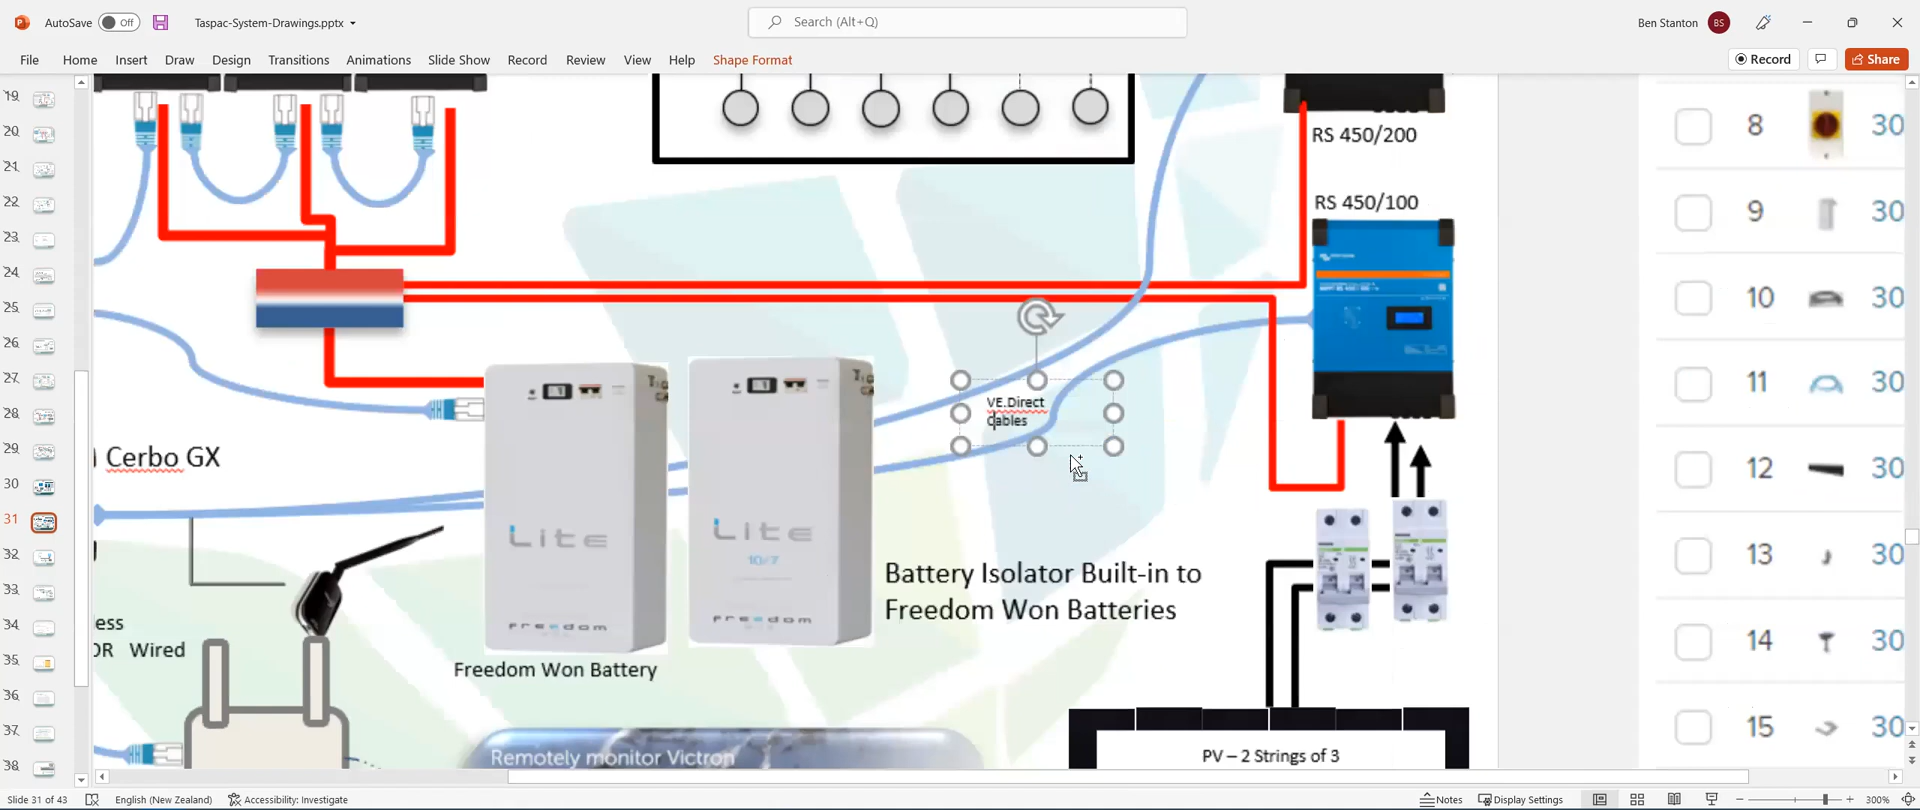 AutoSave Off Taspac-System-Drawings.pptx Search (Alt+Q) Ben Stanton BS
File Home Insert Draw Design Transitions Animations Slide Show Record Review View Help Shape Format Record Share
19
20
21
22
23
24
25
26
27
28
29
30
31
32
33
34
35
36
37
38
RS 450/200
RS 450/100
VE.Direct
Cables
Cerbo GX
Lite
freedom
Lite
10/7
freedom
Battery Isolator Built-in to
Freedom Won Batteries
ess
OR Wired
Freedom Won Battery
Remotely monitor Victron
PV – 2 Strings of 3
8 30
9 30
10 30
11 30
12 30
13 30
14 30
15 30
Slide 31 of 43 English (New Zealand) Accessibility: Investigate Notes Display Settings 300%